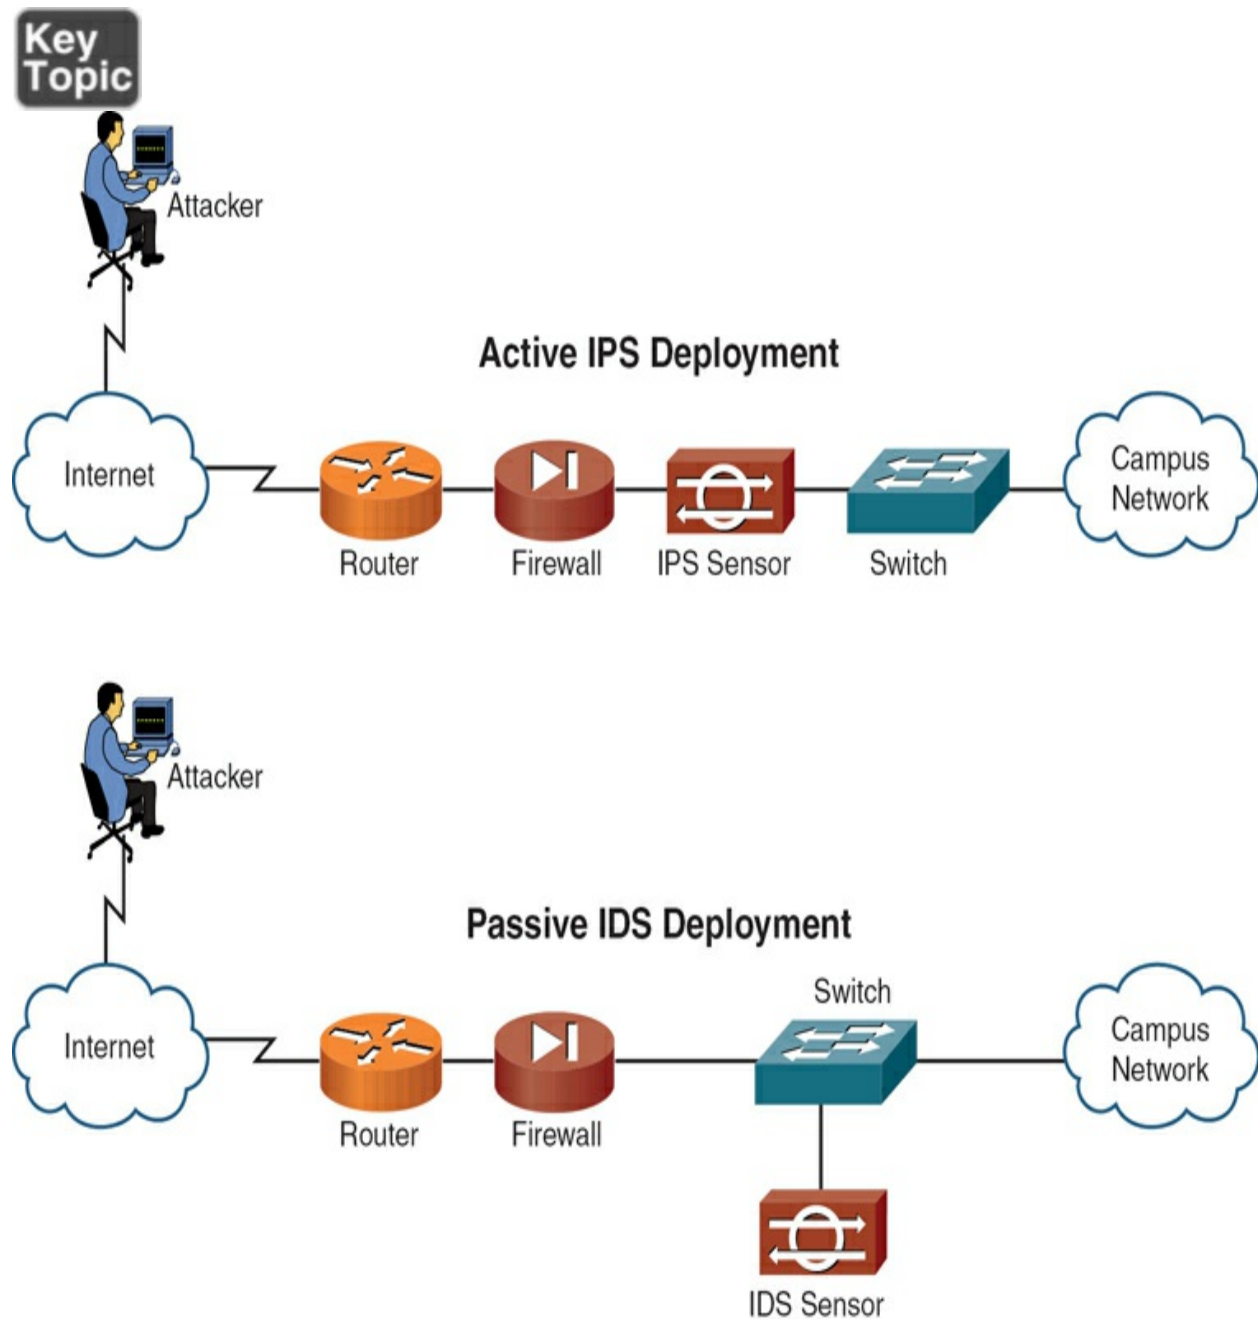 Key
Topic
Attacker
Active IPS Deployment
Internet
Router
Firewall
IPS Sensor
Switch
Campus
Network
Attacker
Passive IDS Deployment
Internet
Router
Firewall
Switch
Campus
Network
IDS Sensor